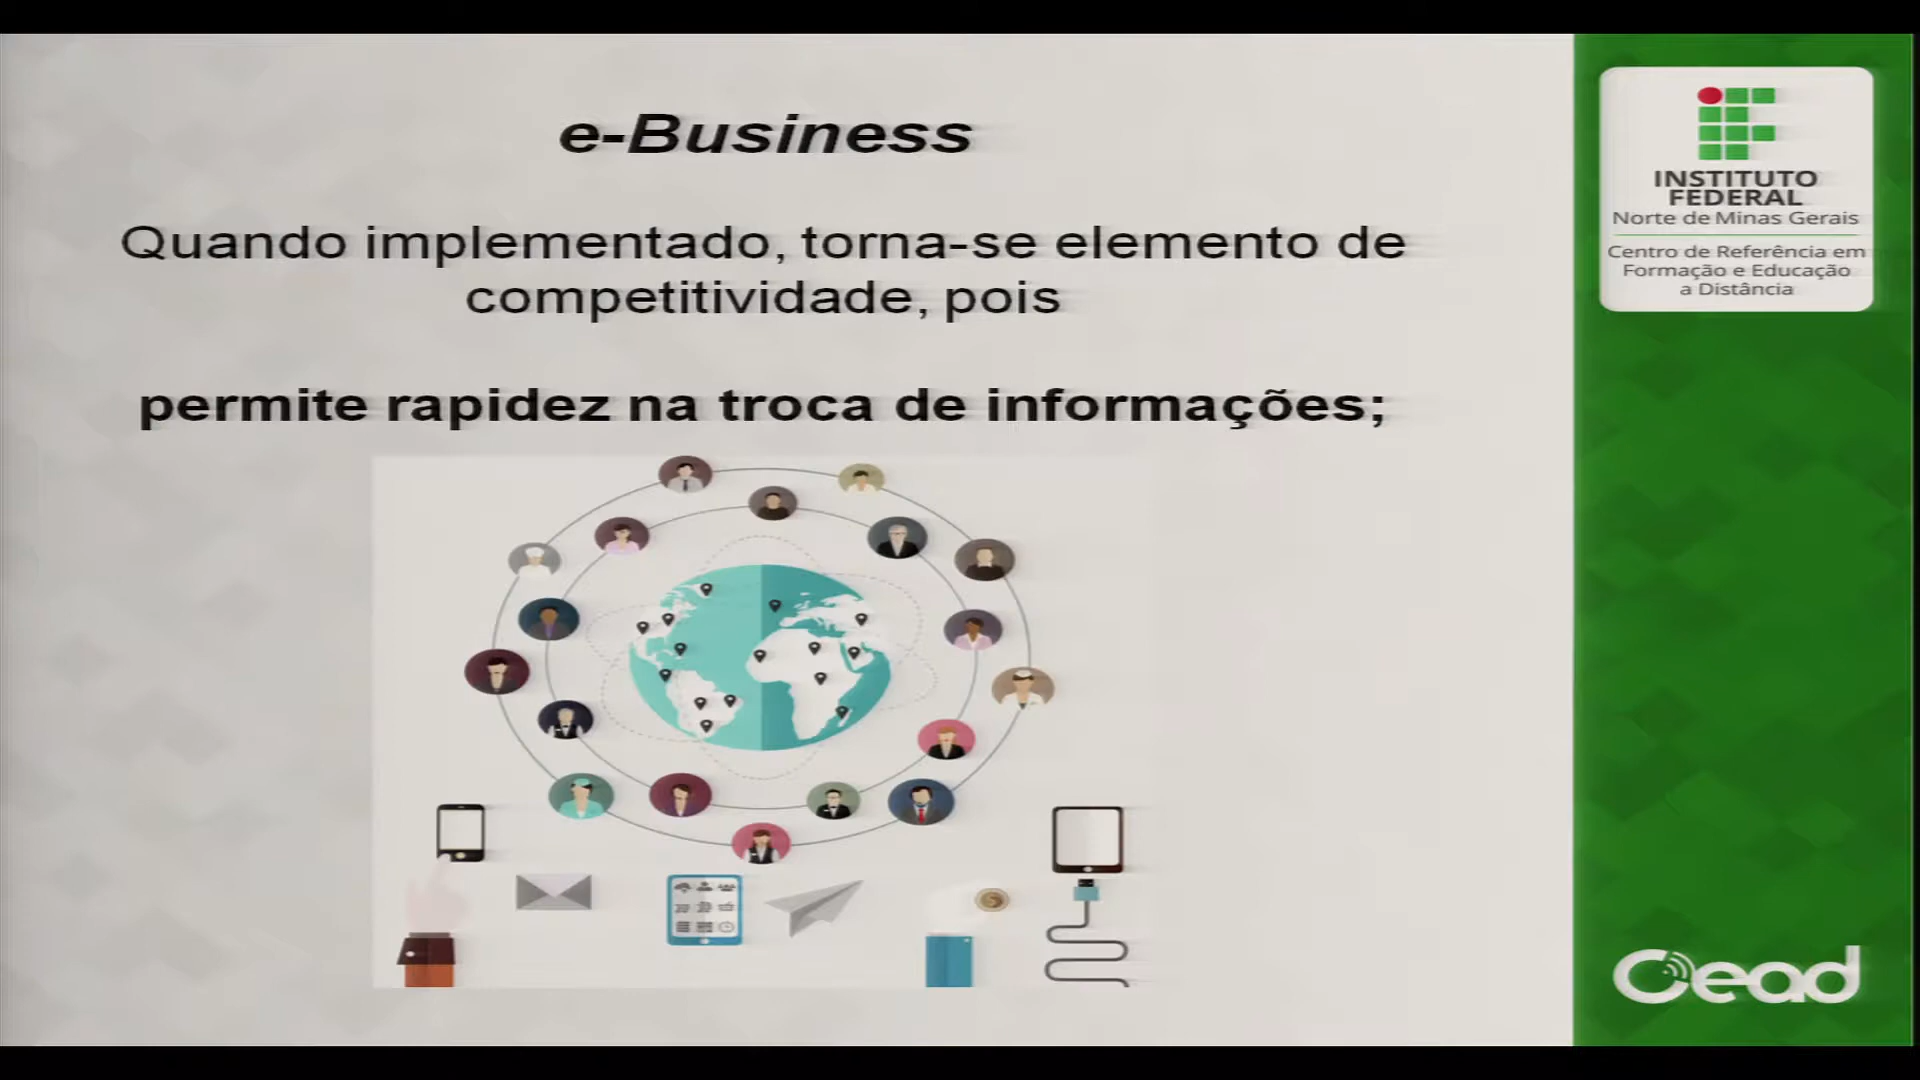 e-Business
Quando implementado, torna-se elemento de
competitividade, pois
permite rapidez na troca de informações;
INSTITUTO
FEDERAL
Norte de Minas Gerais
Centro de Referência em
Formação e Educação
a Distância
Cead